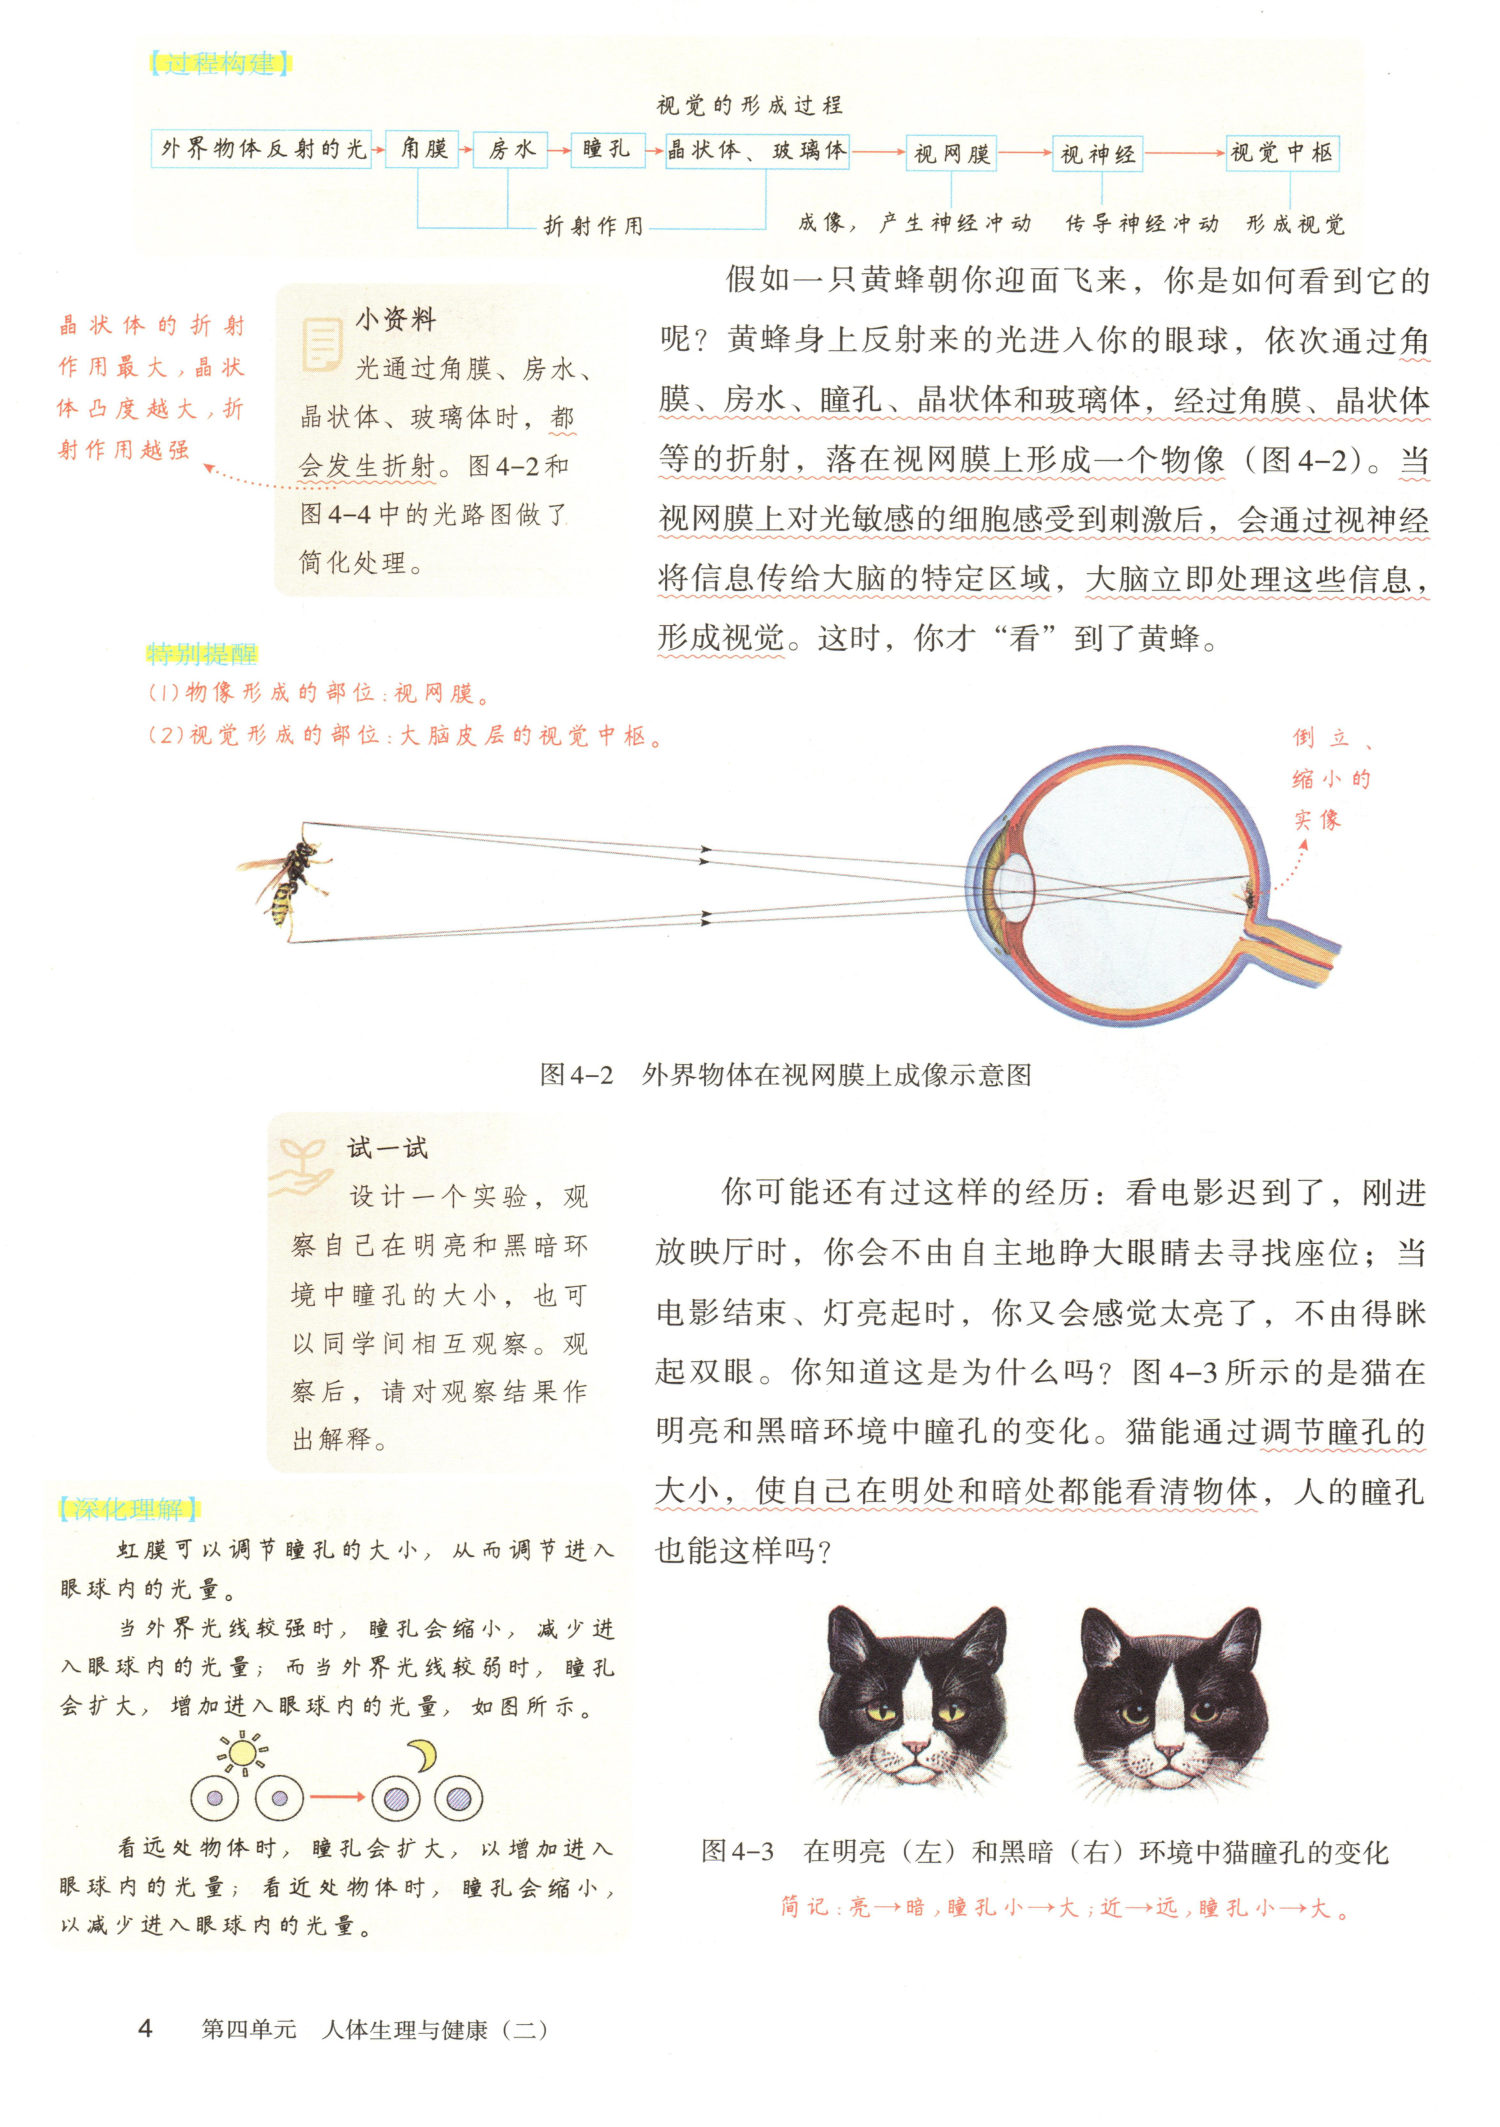 【过程构建】
视觉的形成过程
外界物体反射的光→角膜→房水→瞳孔→晶状体、玻璃体→视网膜→视神经→视觉中枢
折射作用 成像，产生神经冲动 传导神经冲动 形成视觉
晶状体的折射
作用最大，晶状
体凸度越大，折
射作用越强
小资料
光通过角膜、房水、
晶状体、玻璃体时，都
会发生折射。图4-2和
图4-4中的光路图做了
简化处理。
假如一只黄蜂朝你迎面飞来，你是如何看到它的
呢？黄蜂身上反射来的光进入你的眼球，依次通过角
膜、房水、瞳孔、晶状体和玻璃体，经过角膜、晶状体
等的折射，落在视网膜上形成一个物像（图4-2）。当
视网膜上对光敏感的细胞感受到刺激后，会通过视神经
将信息传给大脑的特定区域，大脑立即处理这些信息，
形成视觉。这时，你才“看”到了黄蜂。
特别提醒
(1)物像形成的部位：视网膜。
(2)视觉形成的部位：大脑皮层的视觉中枢。
倒立、
缩小的
实像
图4-2 外界物体在视网膜上成像示意图
试一试
设计一个实验，观
察自己在明亮和黑暗环
境中瞳孔的大小，也可
以同学间相互观察。观
察后，请对观察结果作
出解释。
你可能还有过这样的经历：看电影迟到了，刚进
放映厅时，你会不由自主地睁大眼睛去寻找座位；当
电影结束、灯亮起时，你又会感觉太亮了，不由得眯
起双眼。你知道这是为什么吗？图4-3所示的是猫在
明亮和黑暗环境中瞳孔的变化。猫能通过调节瞳孔的
大小，使自己在明处和暗处都能看清物体，人的瞳孔
也能这样吗？
【深化理解】
虹膜可以调节瞳孔的大小，从而调节进入
眼球内的光量。
当外界光线较强时，瞳孔会缩小，减少进
入眼球内的光量；而当外界光线较弱时，瞳孔
会扩大，增加进入眼球内的光量，如图所示。
看远处物体时，瞳孔会扩大，以增加进入
眼球内的光量；看近处物体时，瞳孔会缩小，
以减少进入眼球内的光量。
图4-3 在明亮（左）和黑暗（右）环境中猫瞳孔的变化
简记：亮→暗，瞳孔小→大；近→远，瞳孔小→大。
4 第四单元 人体生理与健康（二）